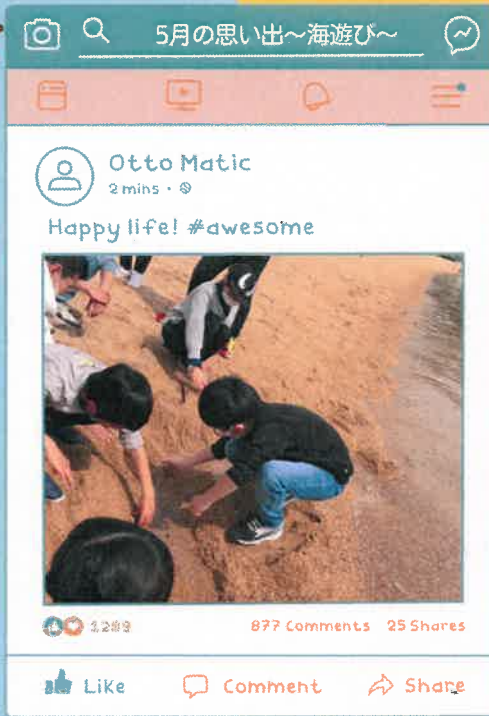 5月の思い出～海遊び～
Otto Matic
2 mins •
Happy life! #awesome
1289
877 Comments 25 Shares
Like Comment Share